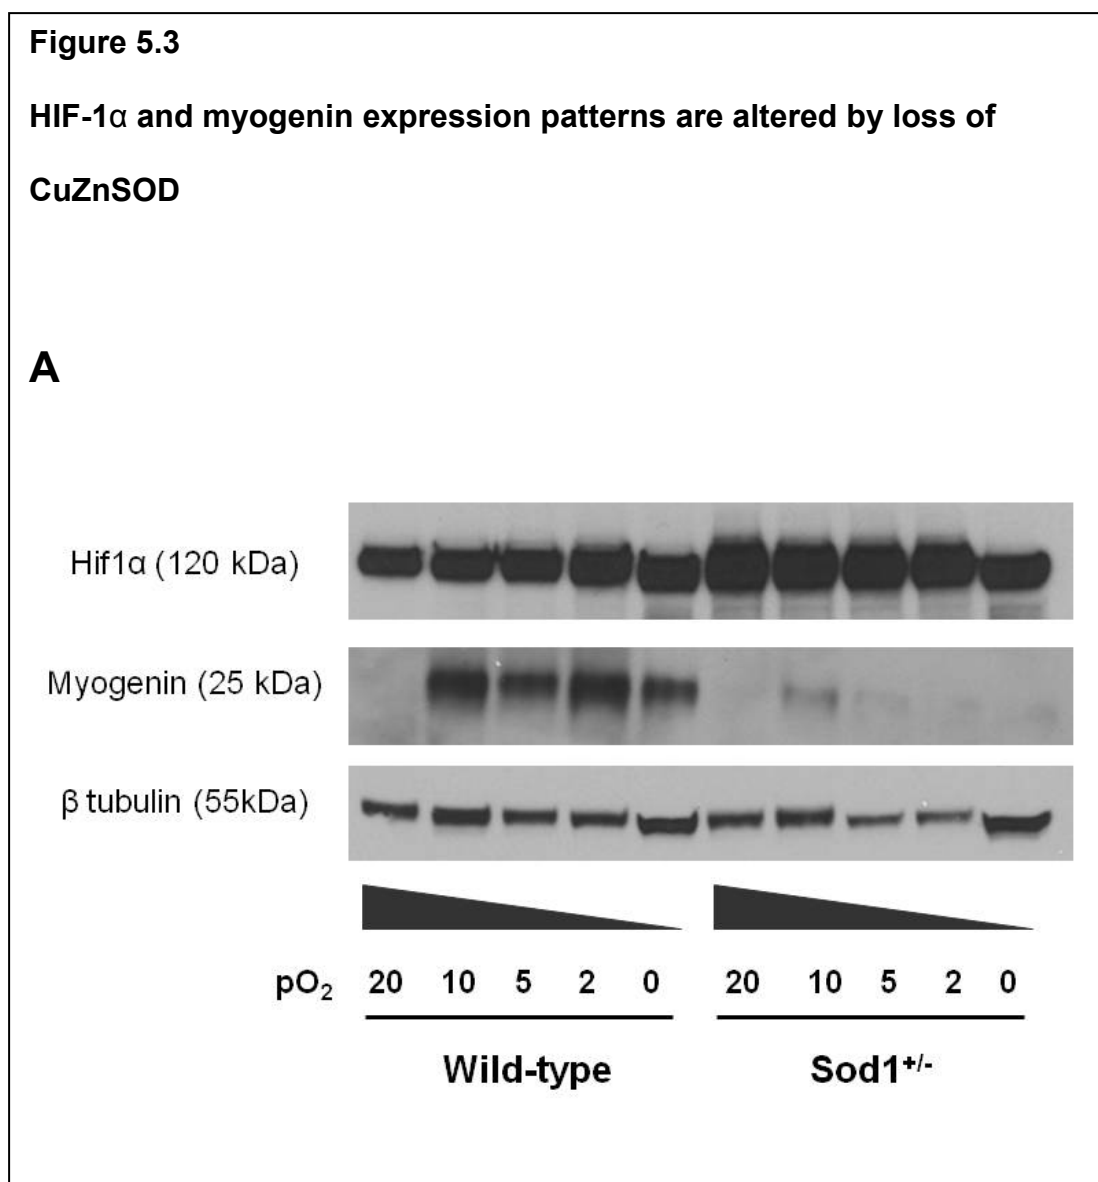 Figure 5.3
HIF-1α and myogenin expression patterns are altered by loss of
CuZnSOD
A
Hif1α (120 kDa)
Myogenin (25 kDa)
β tubulin (55kDa)
pO₂ 20 10 5 2 0 20 10 5 2 0
Wild-type Sod1⁺/⁻